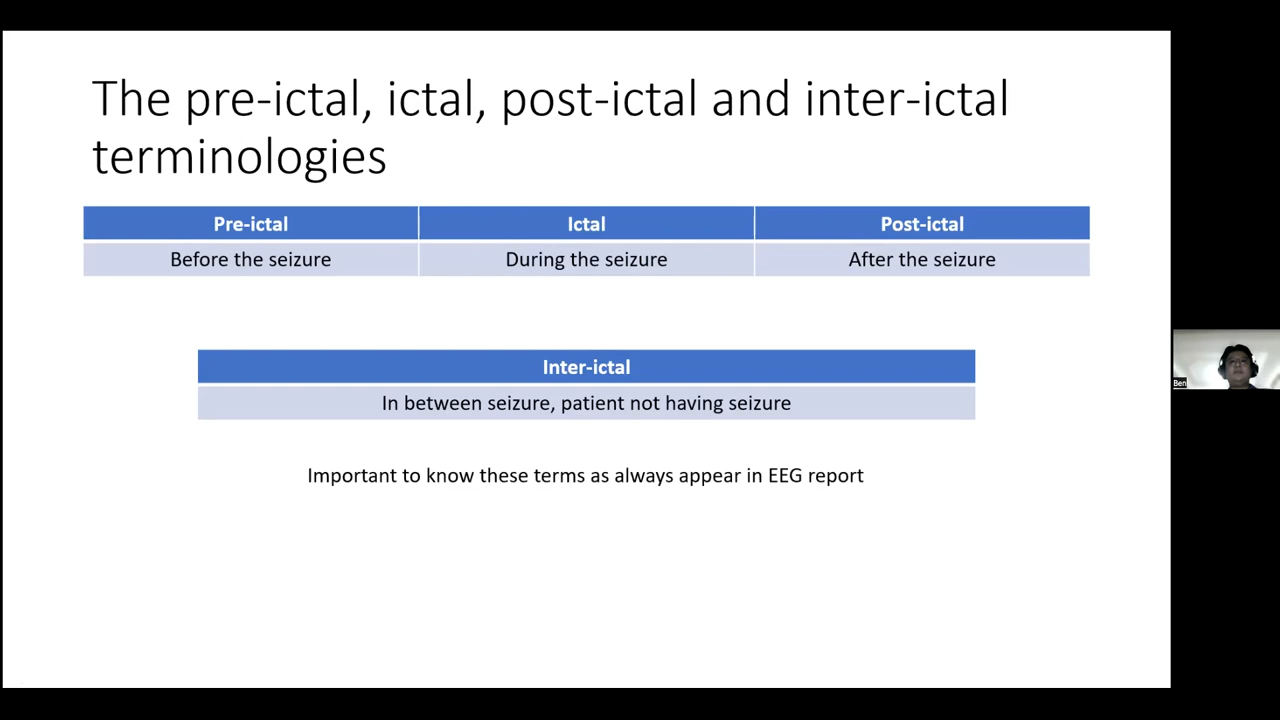 The pre-ictal, ictal, post-ictal and inter-ictal
terminologies
Pre-ictal Ictal Post-ictal
Before the seizure During the seizure After the seizure
Inter-ictal
In between seizure, patient not having seizure
Important to know these terms as always appear in EEG report
Ben